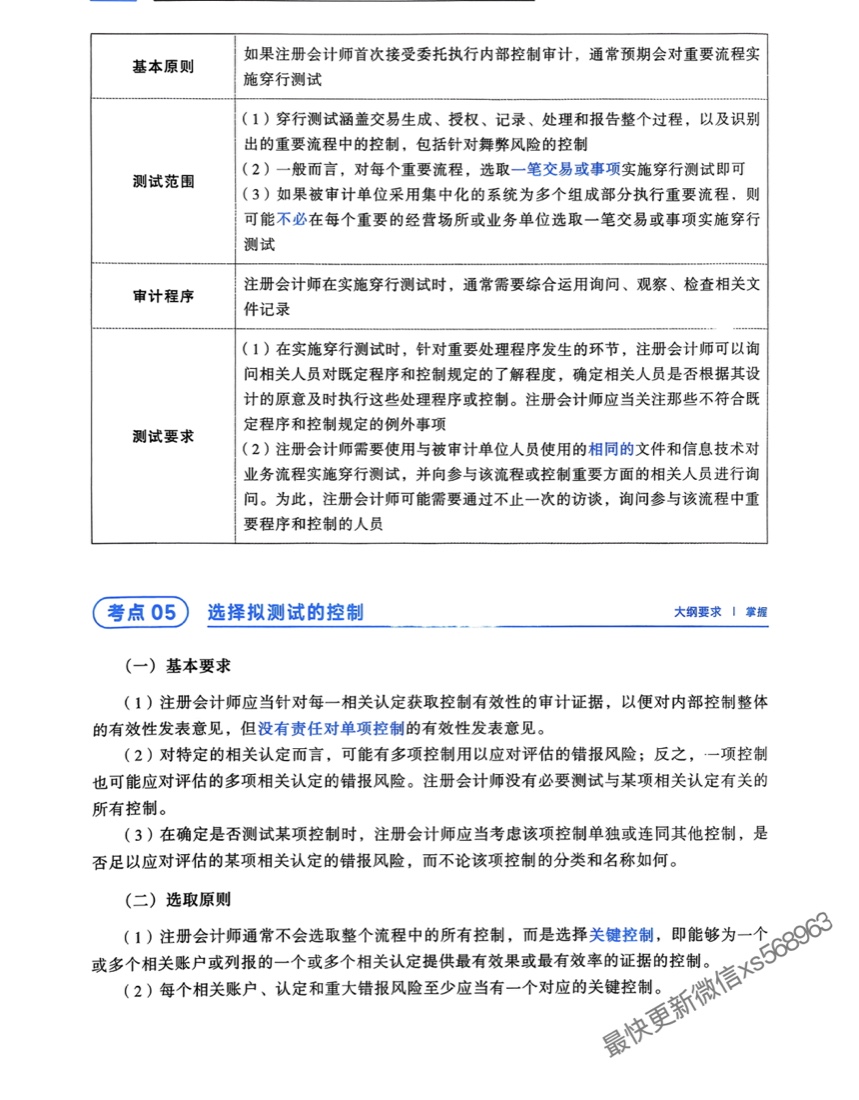 基本原则
如果注册会计师首次接受委托执行内部控制审计，通常预期会对重要流程实
施穿行测试
测试范围
（1）穿行测试涵盖交易生成、授权、记录、处理和报告整个过程，以及识别
出的重要流程中的控制，包括针对舞弊风险的控制
（2）一般而言，对每个重要流程，选取一笔交易或事项实施穿行测试即可
（3）如果被审计单位采用集中化的系统为多个组成部分执行重要流程，则
可能不必在每个重要的经营场所或业务单位选取一笔交易或事项实施穿行
测试
审计程序
注册会计师在实施穿行测试时，通常需要综合运用询问、观察、检查相关文
件记录
测试要求
（1）在实施穿行测试时，针对重要处理程序发生的环节，注册会计师可以询
问相关人员对既定程序和控制规定的了解程度，确定相关人员是否根据其设
计的原意及时执行这些处理程序或控制。注册会计师应当关注那些不符合既
定程序和控制规定的例外事项
（2）注册会计师需要使用与被审计单位人员使用的相同的文件和信息技术对
业务流程实施穿行测试，并向参与该流程或控制重要方面的相关人员进行询
问。为此，注册会计师可能需要通过不止一次的访谈，询问参与该流程中重
要程序和控制的人员
考点 05 选择拟测试的控制 大纲要求 | 掌握
（一）基本要求
（1）注册会计师应当针对每一相关认定获取控制有效性的审计证据，以便对内部控制整体
的有效性发表意见，但没有责任对单项控制的有效性发表意见。
（2）对特定的相关认定而言，可能有多项控制用以应对评估的错报风险；反之，一项控制
也可能应对评估的多项相关认定的错报风险。注册会计师没有必要测试与某项相关认定有关的
所有控制。
（3）在确定是否测试某项控制时，注册会计师应当考虑该项控制单独或连同其他控制，是
否足以应对评估的某项相关认定的错报风险，而不论该项控制的分类和名称如何。
（二）选取原则
（1）注册会计师通常不会选取整个流程中的所有控制，而是选择关键控制，即能够为一个
或多个相关账户或列报的一个或多个相关认定提供最有效果或最有效率的证据的控制。
（2）每个相关账户、认定和重大错报风险至少应当有一个对应的关键控制。
最快更新微信xs568963